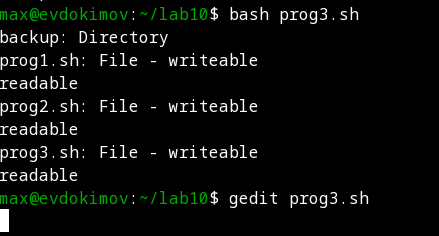 max@evdokimov:~/lab10$ bash prog3.sh
backup: Directory
prog1.sh: File - writeable
readable
prog2.sh: File - writeable
readable
prog3.sh: File - writeable
readable
max@evdokimov:~/lab10$ gedit prog3.sh